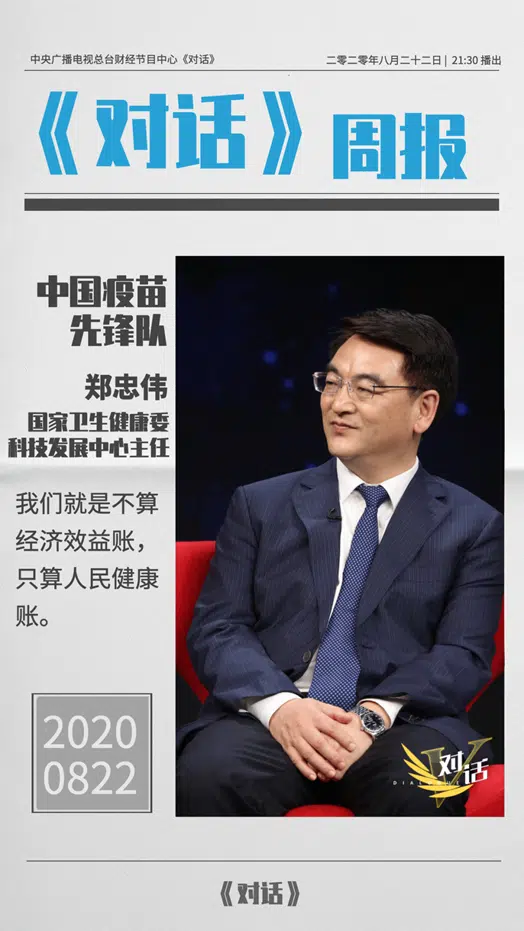 中央广播电视总台财经节目中心《对话》
二零二零年八月二十二日| 21:30 播出
《对话》周报
中国疫苗
先锋队
郑忠伟
国家卫生健康委
科技发展中心主任
我们就是不算
经济效益账，
只算人民健康
账。
2020
0822
对话
DIALOGUE
《对话》